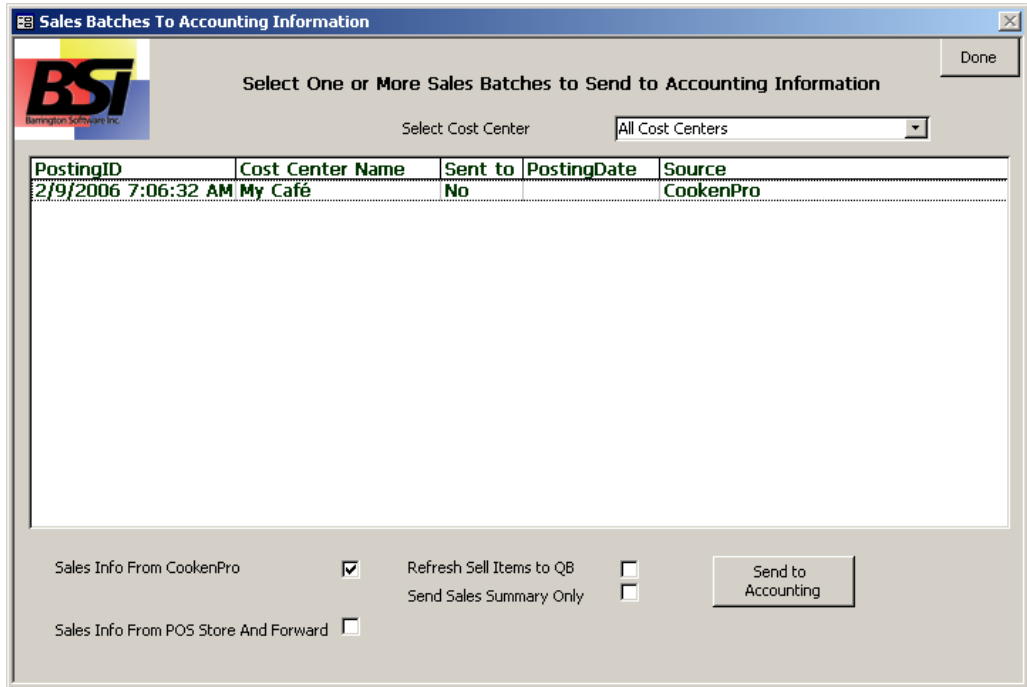 Sales Batches To Accounting Information
Done
BSi
Barrington Software Inc.
Select One or More Sales Batches to Send to Accounting Information
Select Cost Center All Cost Centers
PostingID Cost Center Name Sent to PostingDate Source
2/9/2006 7:06:32 AM My Café No CookenPro
Sales Info From CookenPro Refresh Sell Items to QB
Send to
Accounting
Send Sales Summary Only
Sales Info From POS Store And Forward